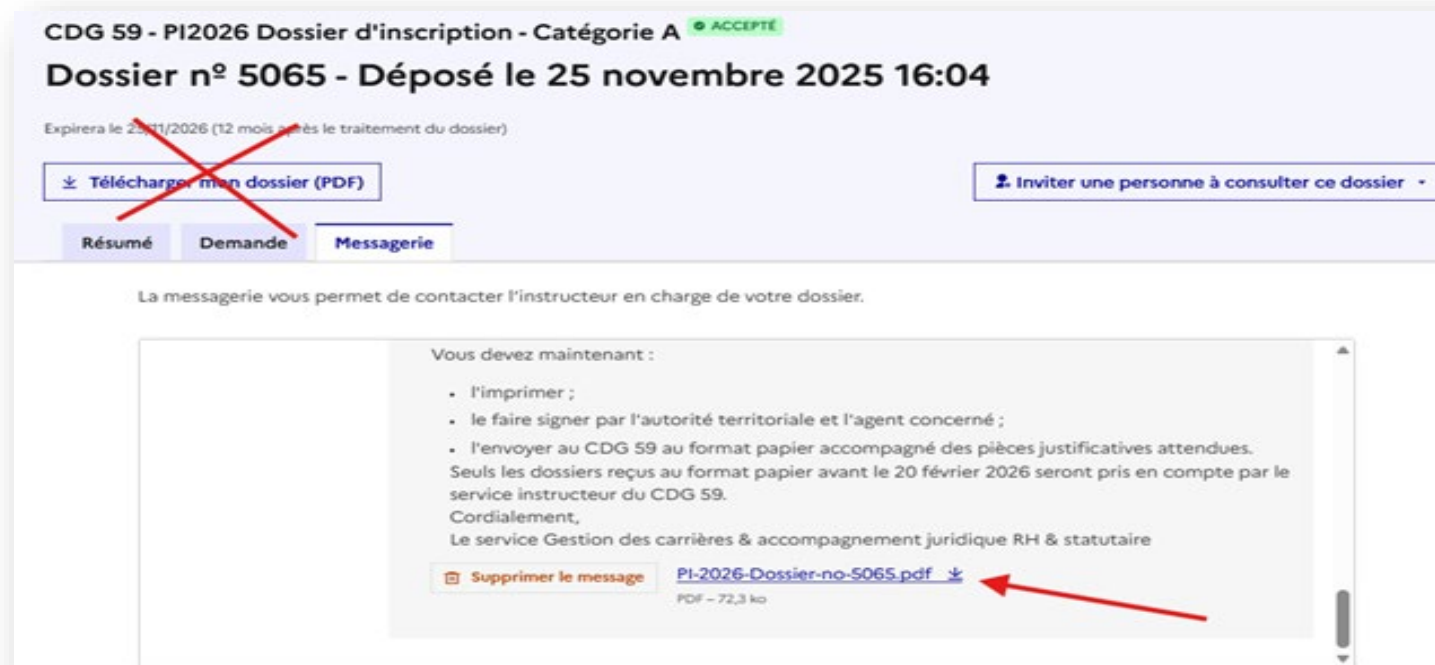 CDG 59 - PI2026 Dossier d'inscription - Catégorie A ACCEPTÉ
Dossier nº 5065 - Déposé le 25 novembre 2025 16:04
Expirera le 25/11/2026 (12 mois après le traitement du dossier)
Télécharger mon dossier (PDF)
Inviter une personne à consulter ce dossier
Résumé Demande Messagerie
La messagerie vous permet de contacter l'instructeur en charge de votre dossier.
Vous devez maintenant :
• l'imprimer ;
• le faire signer par l'autorité territoriale et l'agent concerné ;
• l'envoyer au CDG 59 au format papier accompagné des pièces justificatives attendues.
Seuls les dossiers reçus au format papier avant le 20 février 2026 seront pris en compte par le
service instructeur du CDG 59.
Cordialement,
Le service Gestion des carrières & accompagnement juridique RH & statutaire
Supprimer le message
PI-2026-Dossier-no-5065.pdf
PDF – 72,3 ko